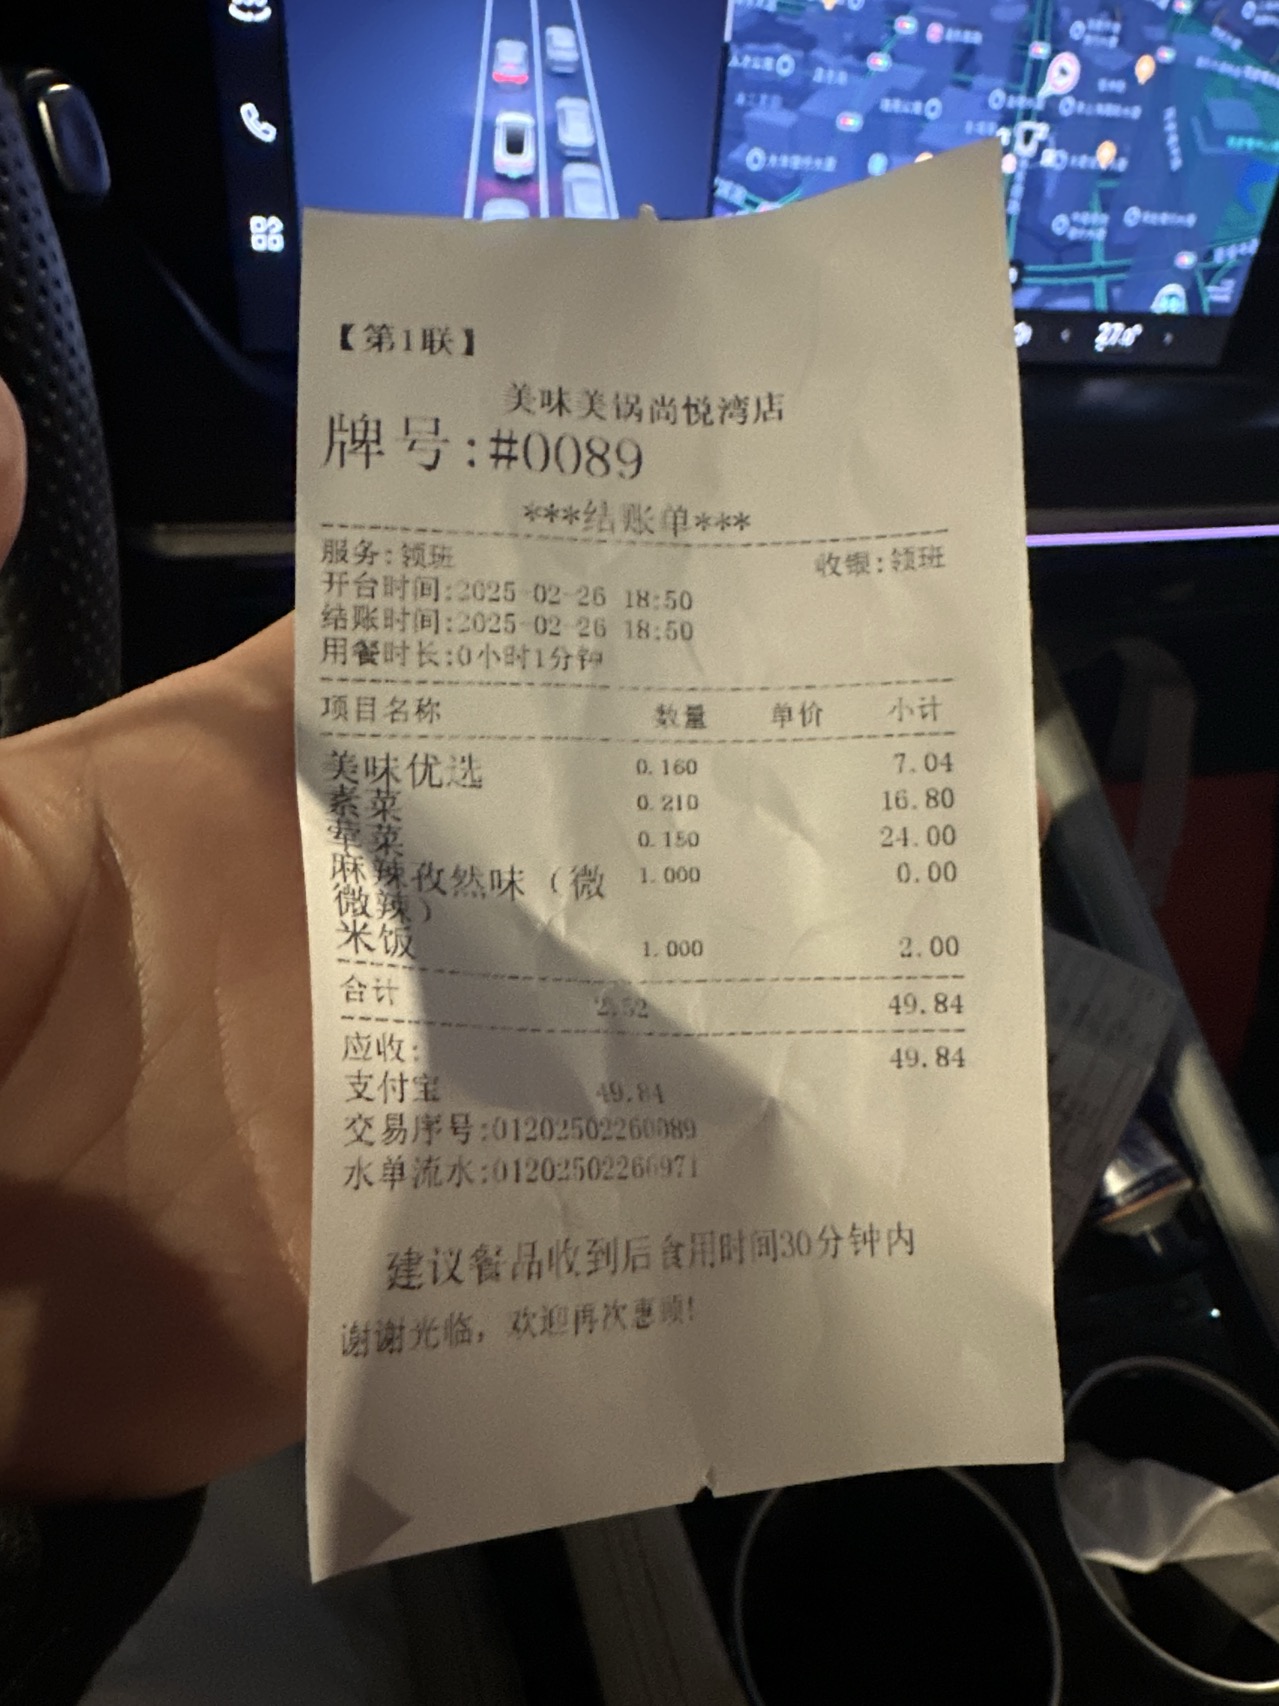 【第1联】
美味美锅尚悦湾店
牌号:#0089
***结账单***
服务:领班 收银:领班
开台时间:2025-02-26 18:50
结账时间:2025-02-26 18:50
用餐时长:0小时1分钟
项目名称 数量 单价 小计
美味优选 0.160 7.04
素菜 0.210 16.80
荤菜 0.150 24.00
麻辣孜然味（微 1.000 0.00
微辣）
米饭 1.000 2.00
合计 2.52 49.84
应收: 49.84
支付宝 49.84
交易序号:01202502260089
水单流水:01202502260971
建议餐品收到后食用时间30分钟内
谢谢光临，欢迎再次惠顾!